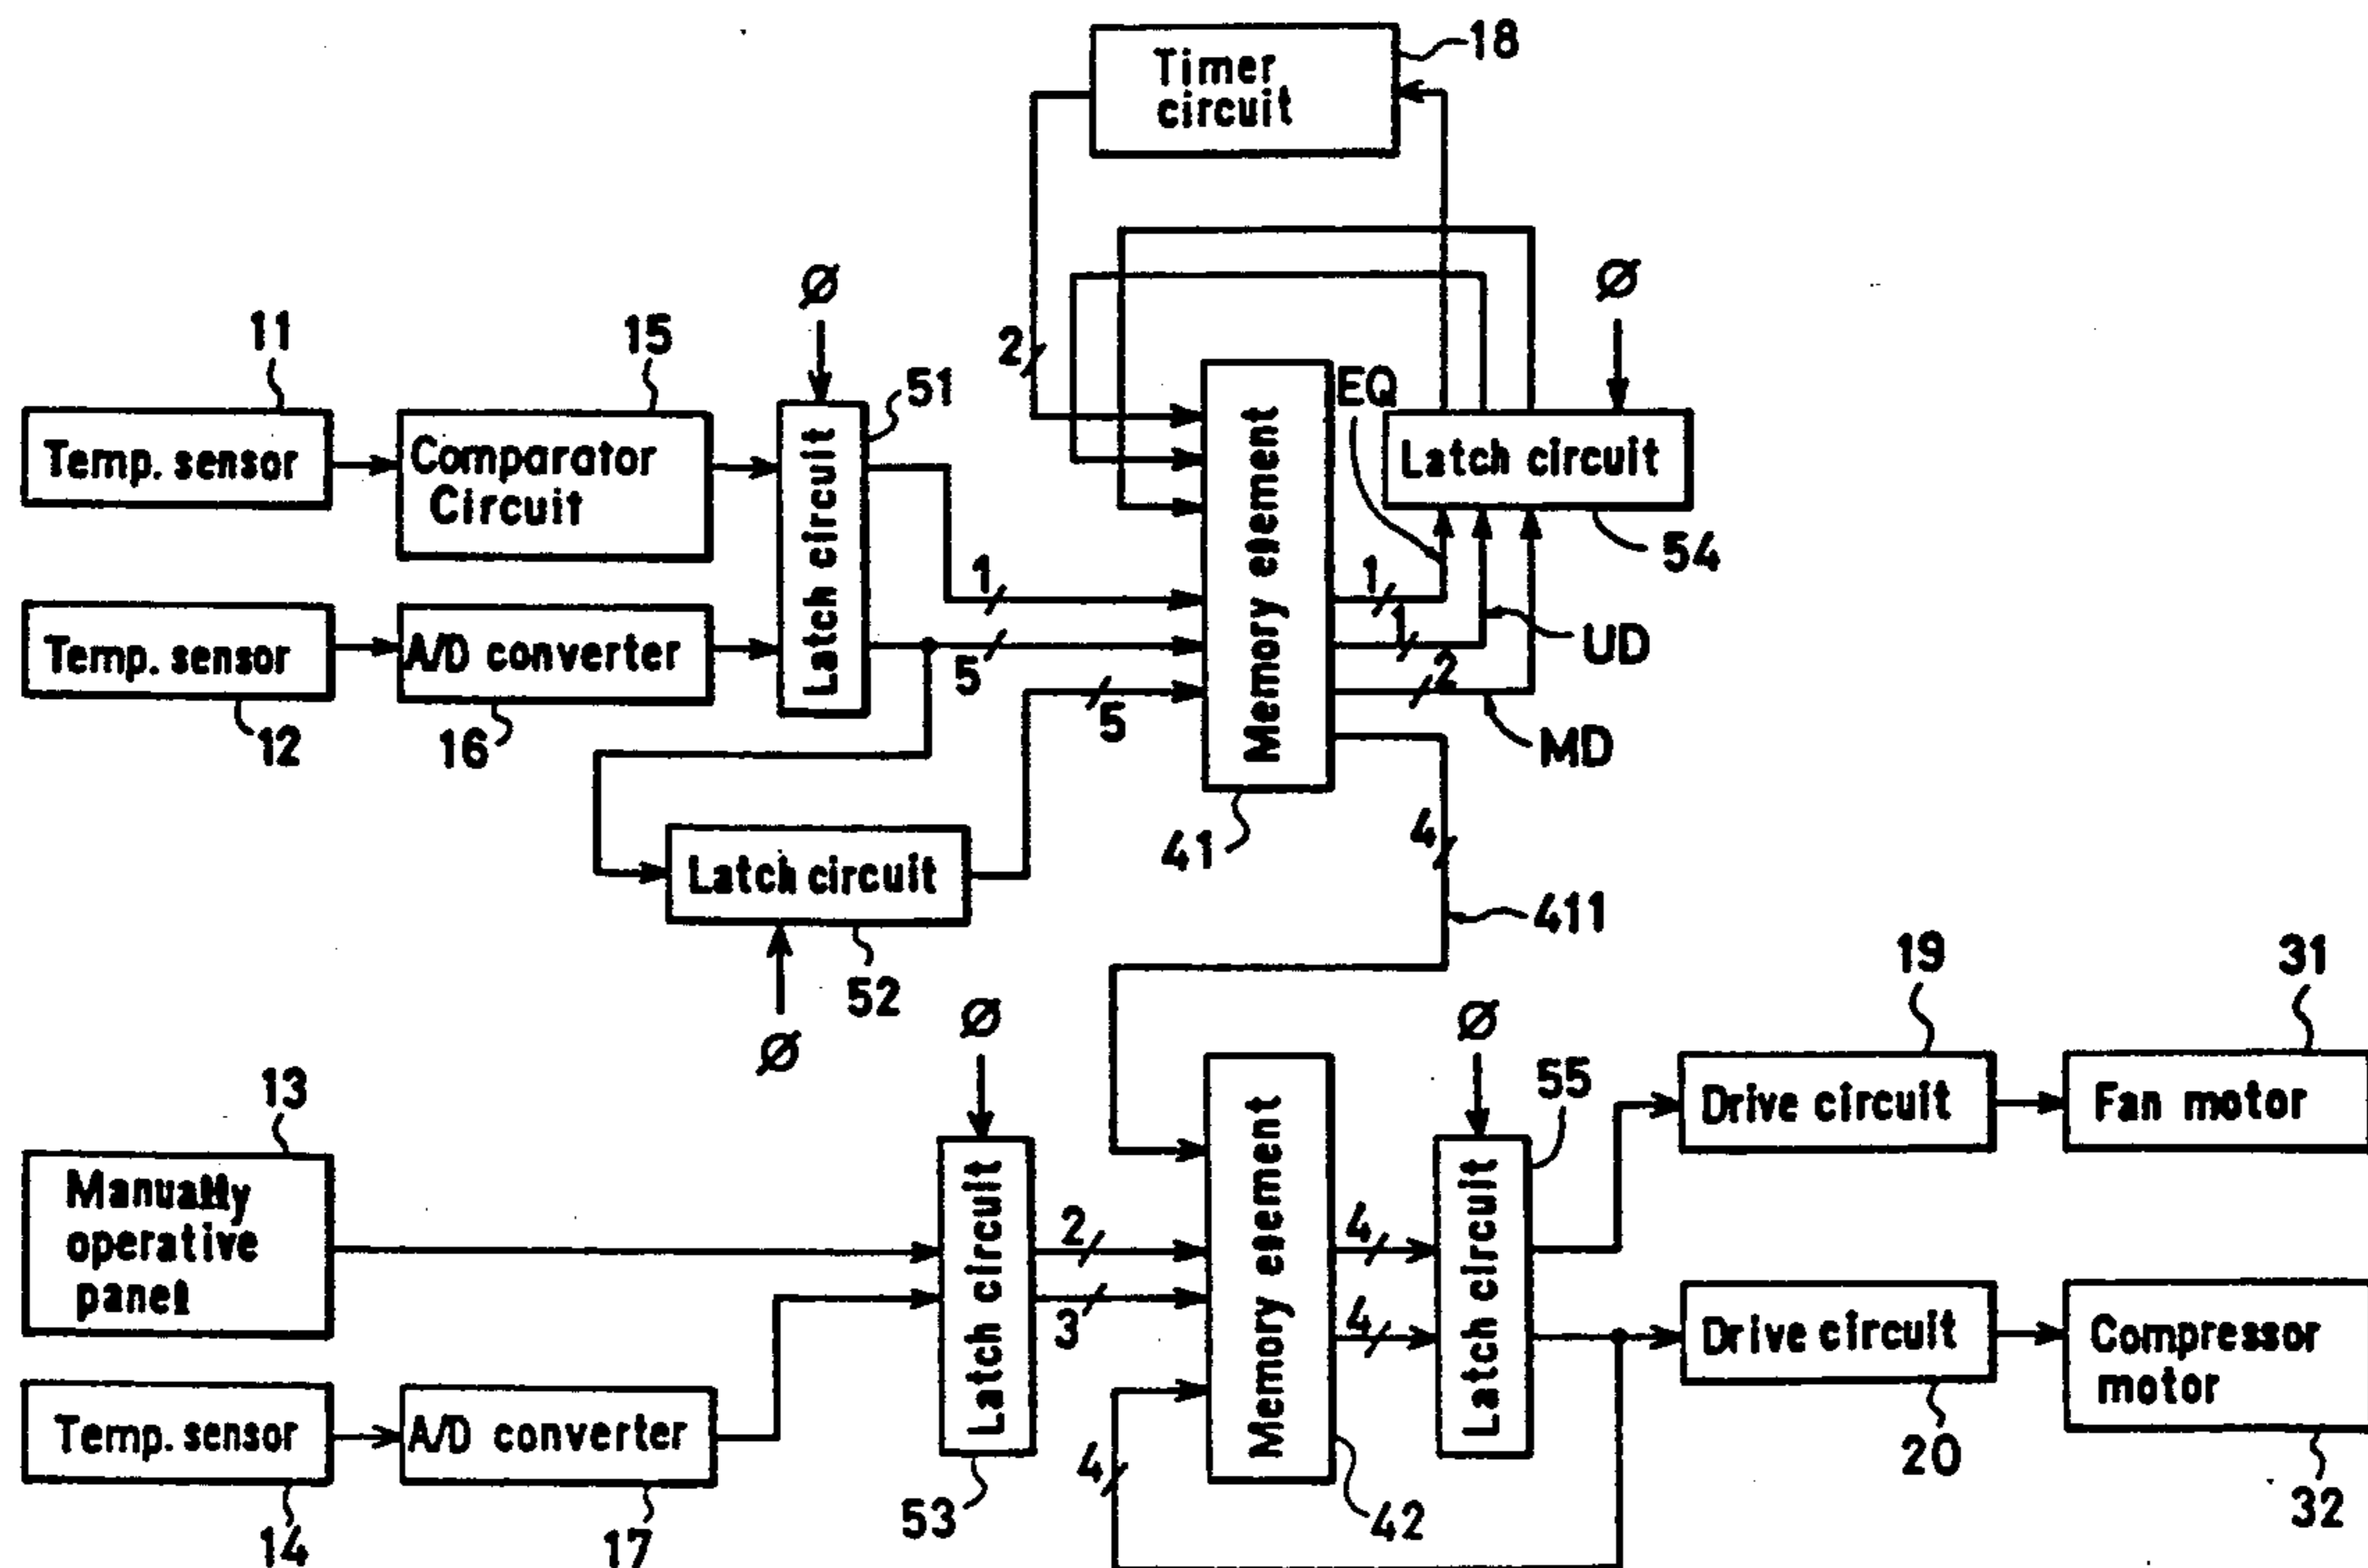 18
Timer
circuit
Ø
Ø
11
15
51
2
EQ
Temp. sensor
Comparator
Circuit
Latch circuit
Memory element
Latch circuit
54
1
1
1
UD
Temp. sensor
A/D converter
5
2
5
MD
12
16
41
4
Latch circuit
411
52
Ø
Ø
Ø
19
31
13
55
Drive circuit
Fan motor
Manually
operative
panel
Latch circuit
2
3
Memory element
4
4
Latch circuit
Drive circuit
Compressor
motor
Temp. sensor
A/D converter
4
20
14
17
53
42
32